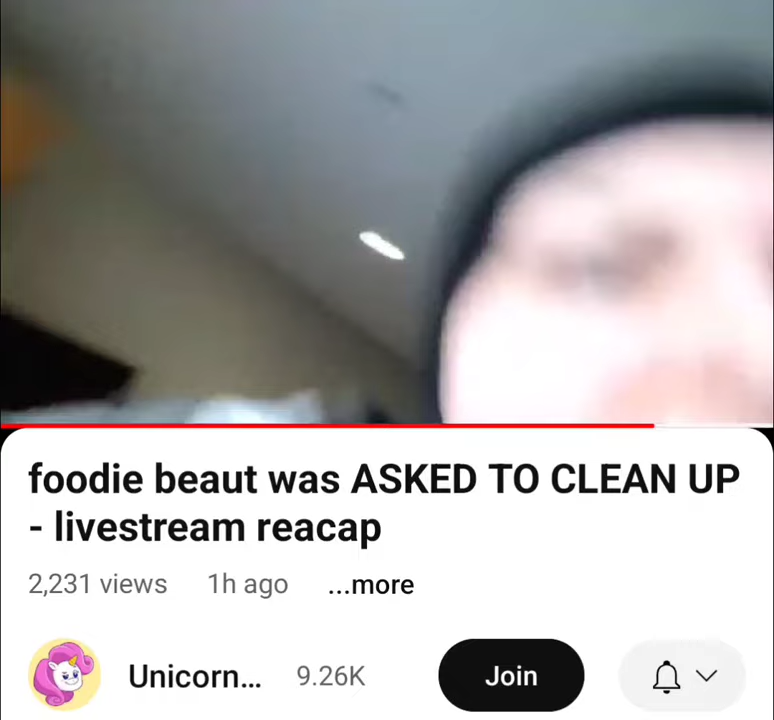 foodie beaut was ASKED TO CLEAN UP
- livestream reacap
2,231 views 1h ago ...more
Unicorn... 9.26K Join